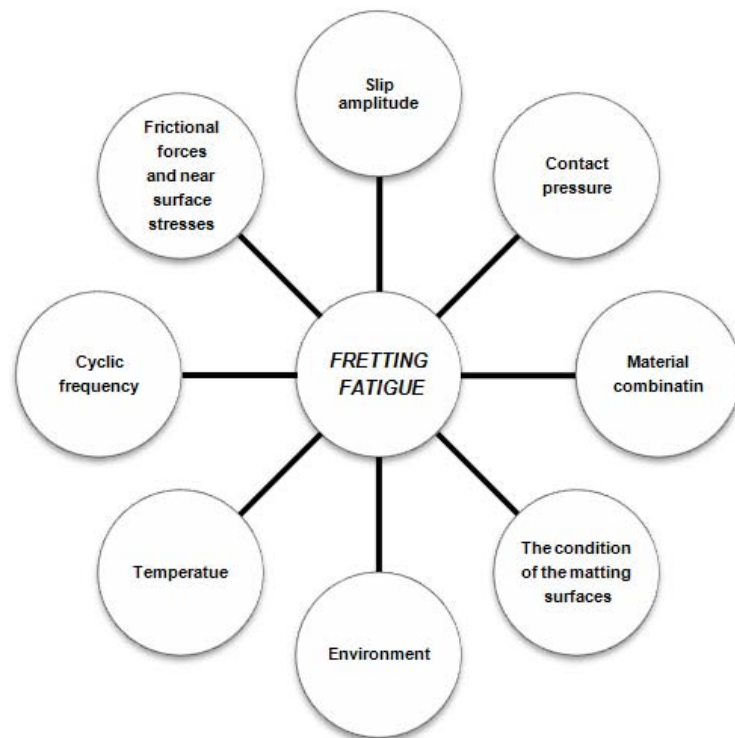 Slip
amplitude
Frictional
forces
and near
surface
stresses
Contact
pressure
Cyclic
frequency
FRETTING
FATIGUE
Material
combinatin
Temperatue
The condition
of the matting
surfaces
Environment